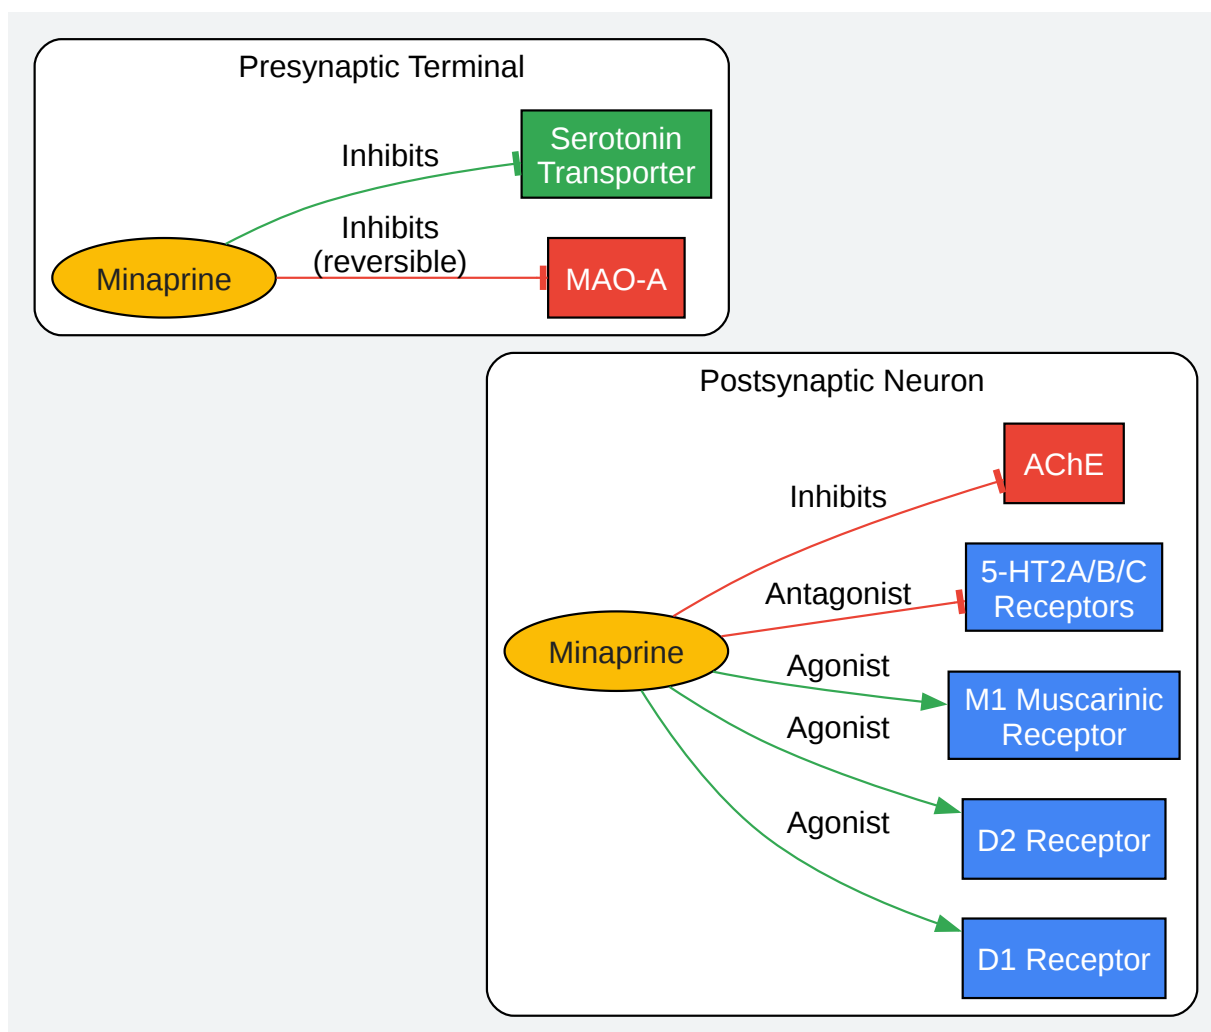 Presynaptic Terminal
Inhibits
Serotonin
Transporter
Inhibits
(reversible)
Minaprine
MAO-A
Postsynaptic Neuron
AChE
Inhibits
5-HT2A/B/C
Receptors
Antagonist
Minaprine
Agonist
M1 Muscarinic
Receptor
Agonist
D2 Receptor
Agonist
D1 Receptor